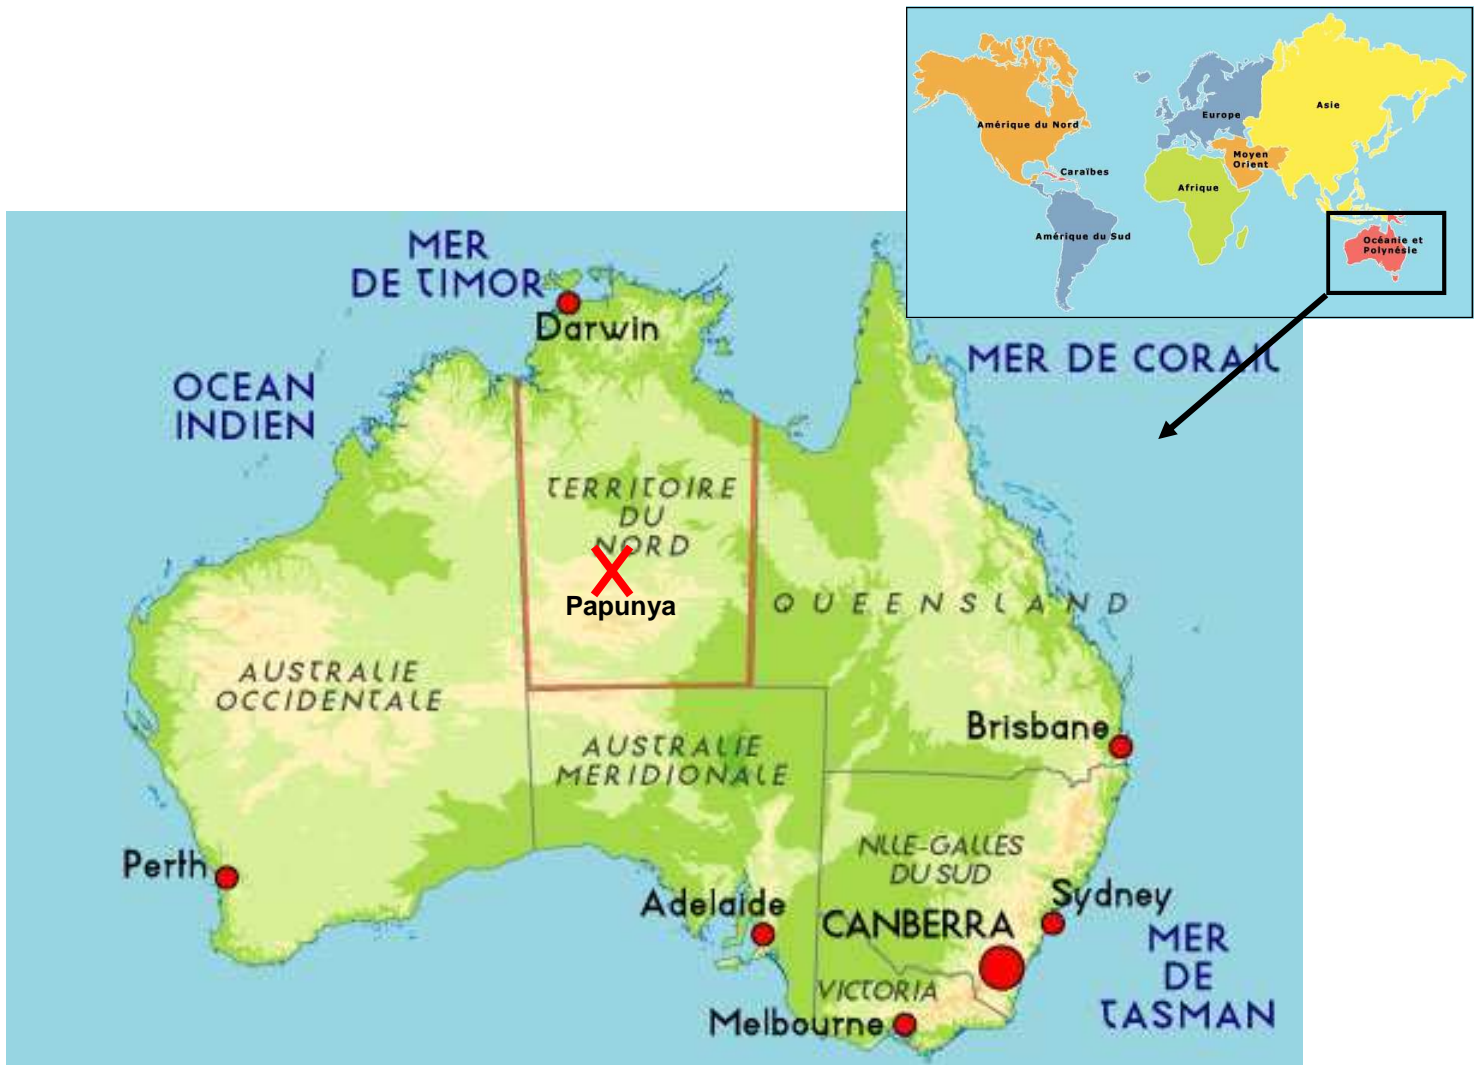 Amérique du Nord
Europe
Asie
Moyen
Orient
Caraïbes
Afrique
Amérique du Sud
Océanie et
Polynésie
MER
DE TIMOR
Darwin
MER DE CORAIL
OCEAN
INDIEN
TERRITOIRE
DU
NORD
X
Papunya
QUEENSLAND
AUSTRALIE
OCCIDENTALE
Brisbane
AUSTRALIE
MERIDIONALE
NLLE-GALLES
DU SUD
Perth
Adelaide
Sydney
CANBERRA
MER
DE
TASMAN
VICTORIA
Melbourne